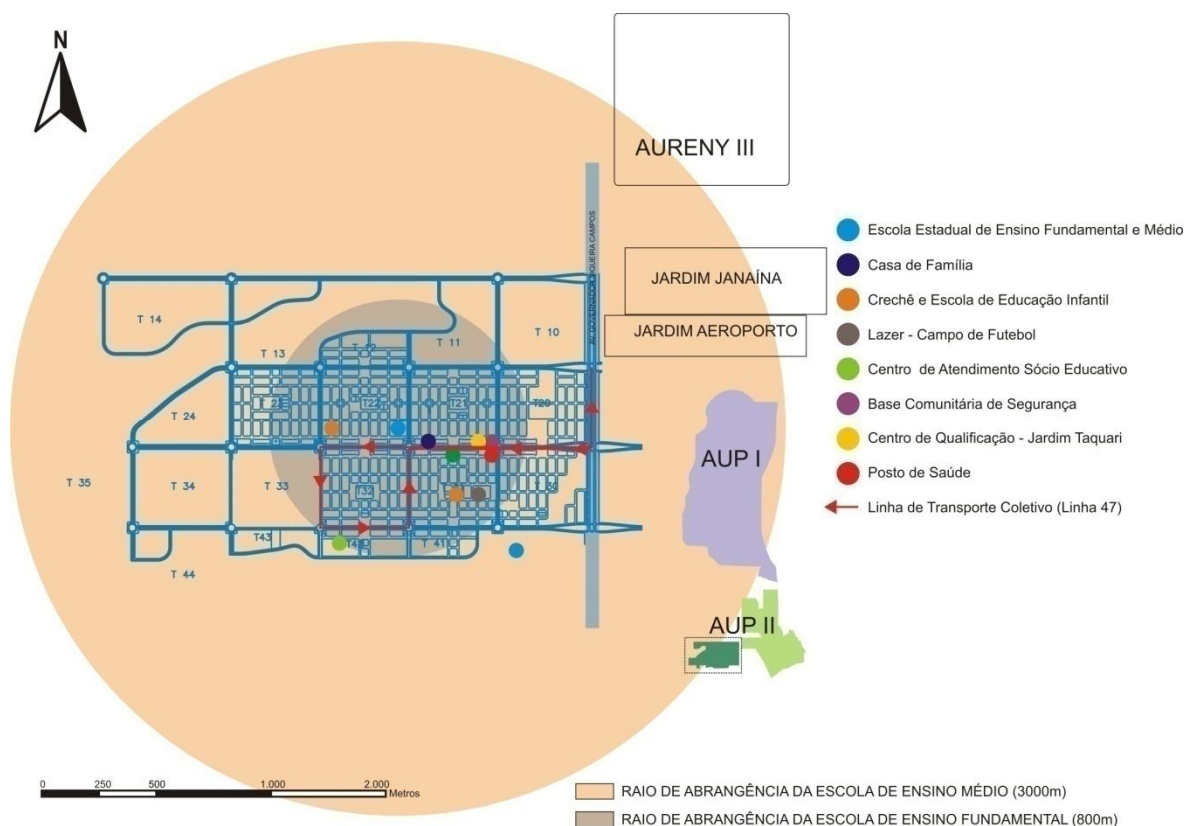 N
AURENY III
AV. GOVERNADOR SIQUEIRA CAMPOS
JARDIM JANAÍNA
JARDIM AEROPORTO
AUP I
AUP II
T 14
T 13
T 11
T 10
T 24
T22
T21
T20
T 35
T 34
T 33
T32
T 30
T43
T 41
T 44
Escola Estadual de Ensino Fundamental e Médio
Casa de Família
Crechê e Escola de Educação Infantil
Lazer - Campo de Futebol
Centro de Atendimento Sócio Educativo
Base Comunitária de Segurança
Centro de Qualificação - Jardim Taquari
Posto de Saúde
Linha de Transporte Coletivo (Linha 47)
0 250 500 1.000 2.000
Metros
RAIO DE ABRANGÊNCIA DA ESCOLA DE ENSINO MÉDIO (3000m)
RAIO DE ABRANGÊNCIA DA ESCOLA DE ENSINO FUNDAMENTAL (800m)